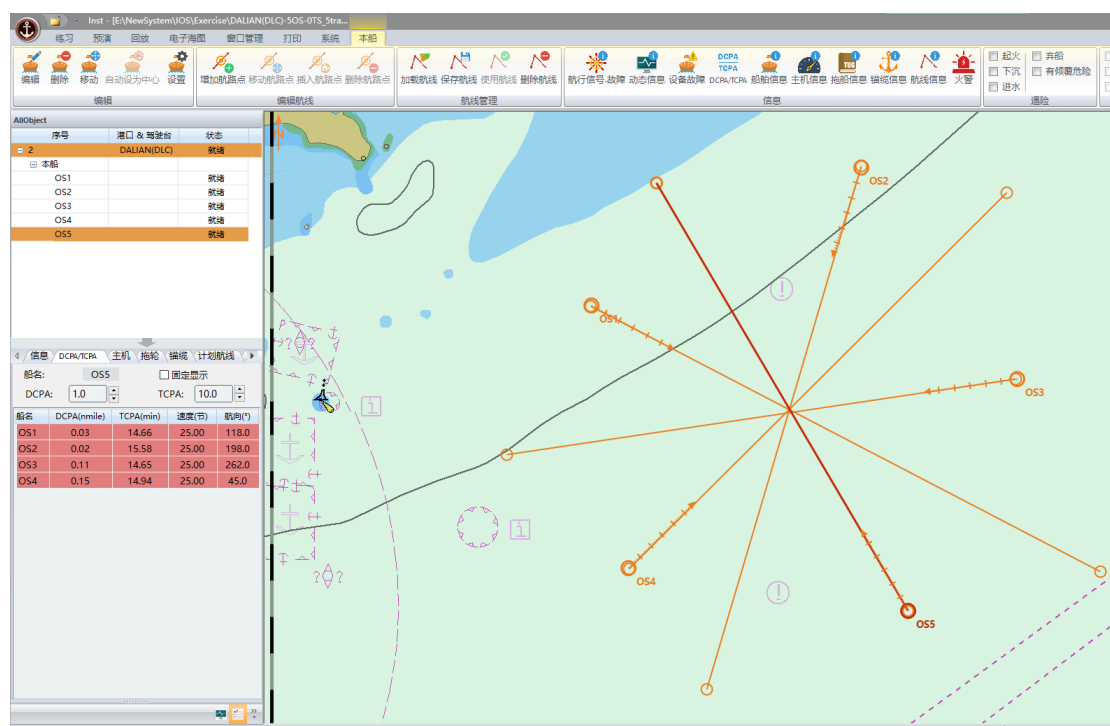 Inst - [E:\NewSystem\IOS\Exercise\DALIAN(DLC)-5OS-0TS_5tra...
练习 预演 回放 电子海图 窗口管理 打印 系统 本船
编辑 删除 移动 自动设为中心 设置 增加航路点 移动航路点 插入航路点 删除航路点 加载航线 保存航线 使用航线 删除航线 航行信号-故障 动态信息 设备故障 DCPA/TCPA 船舶信息 主机信息 拖船信息 锚缆信息 航线信息 火警
DCPA
TCPA
TUG
起火 弃船
下沉 有倾覆危险
进水
编辑 编辑航线 航线管理 信息 遇险
AllObject
序号 港口 & 驾驶台 状态
2 DALIAN(DLC) 就绪
本船
OS1 就绪
OS2 就绪
OS3 就绪
OS4 就绪
OS5 就绪
信息 DCPA/TCPA 主机 拖轮 锚缆 计划航线
船名: OS5 固定显示
DCPA: 1.0 TCPA: 10.0
船名 DCPA(nmile) TCPA(min) 速度(节) 航向(°)
OS1 0.03 14.66 25.00 118.0
OS2 0.02 15.58 25.00 198.0
OS3 0.11 14.65 25.00 262.0
OS4 0.15 14.94 25.00 45.0
N
OS2
OS1
OS3
OS4
OS5